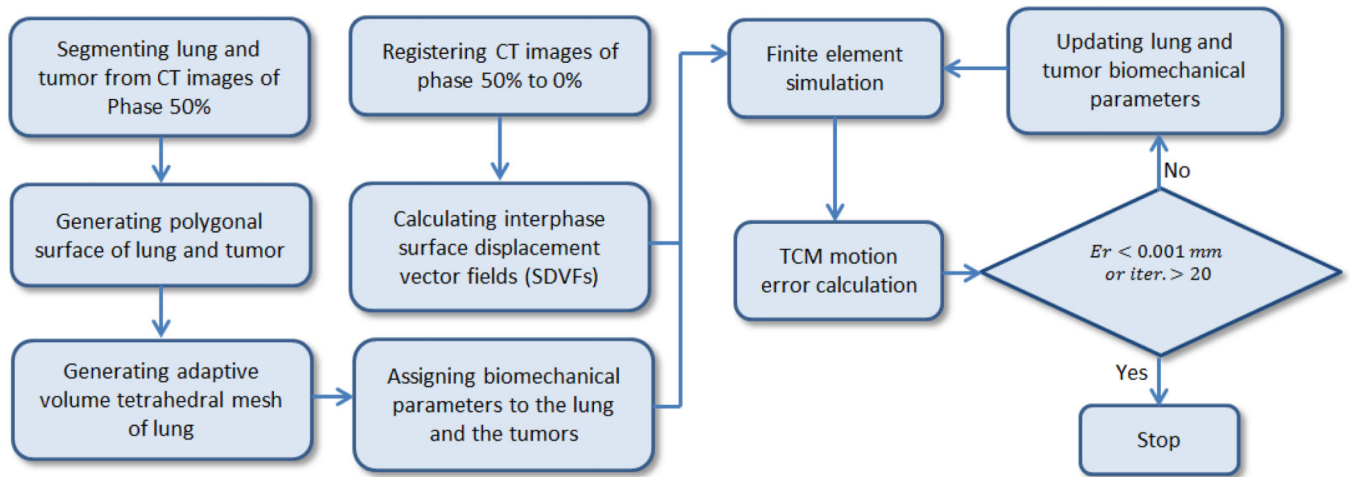 Segmenting lung and
tumor from CT images of
Phase 50%
Generating polygonal
surface of lung and tumor
Generating adaptive
volume tetrahedral mesh
of lung
Registering CT images of
phase 50% to 0%
Calculating interphase
surface displacement
vector fields (SDVFs)
Assigning biomechanical
parameters to the lung
and the tumors
Finite element
simulation
TCM motion
error calculation
Updating lung and
tumor biomechanical
parameters
No
Er < 0.001 mm
or iter. > 20
Yes
Stop